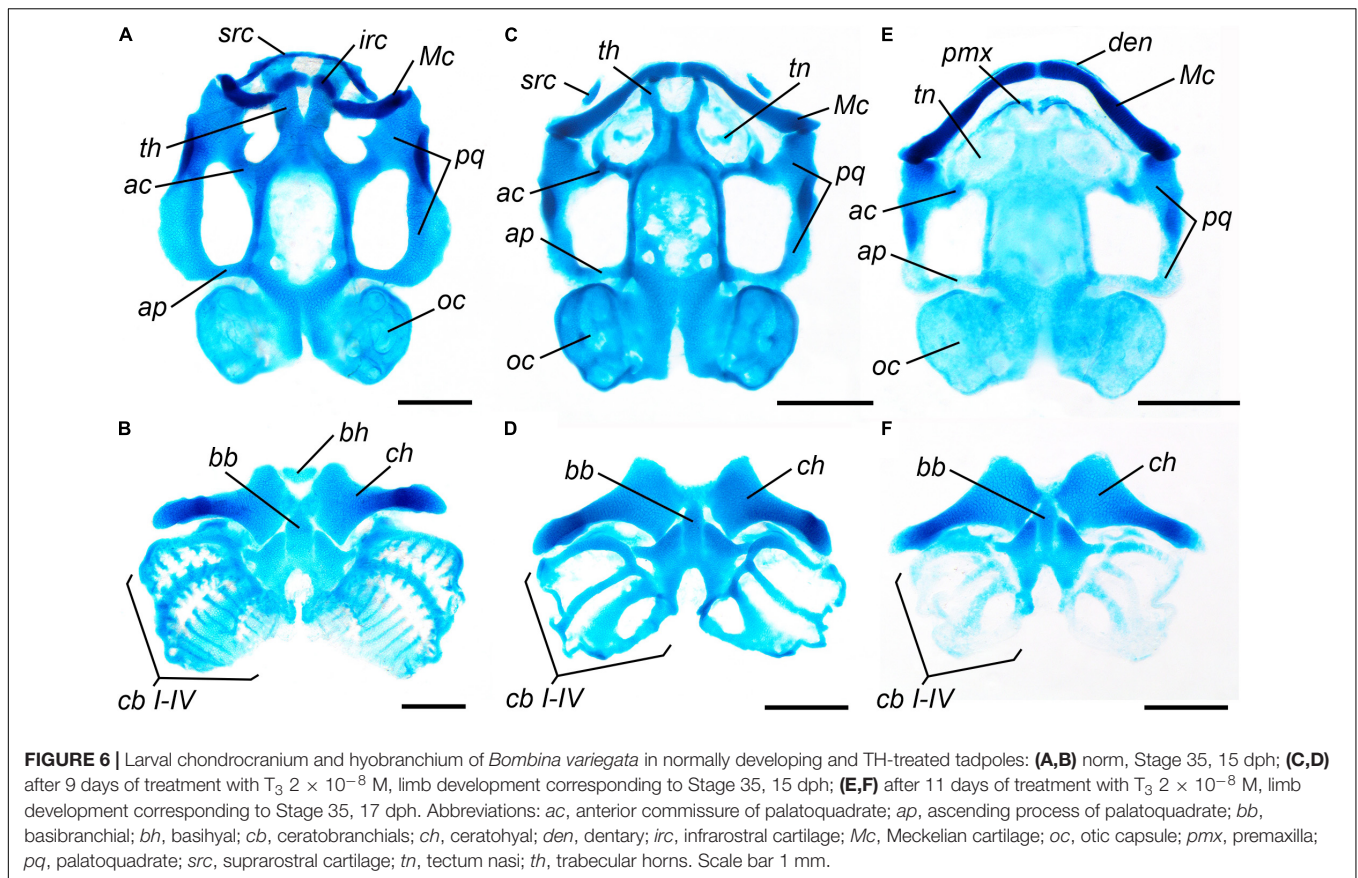 A
src
irc
Mc
th
ac
ap
pq
oc
C
th
tn
src
Mc
ac
ap
pq
oc
E
pmx
den
tn
Mc
ac
ap
pq
oc
B
bb
bh
ch
cb I-IV
D
bb
ch
cb I-IV
F
bb
ch
cb I-IV
FIGURE 6 | Larval chondrocranium and hyobranchium of Bombina variegata in normally developing and TH-treated tadpoles: (A,B) norm, Stage 35, 15 dph; (C,D)
after 9 days of treatment with T₃ 2 × 10⁻⁸ M, limb development corresponding to Stage 35, 15 dph; (E,F) after 11 days of treatment with T₃ 2 × 10⁻⁸ M, limb
development corresponding to Stage 35, 17 dph. Abbreviations: ac, anterior commissure of palatoquadrate; ap, ascending process of palatoquadrate; bb,
basibranchial; bh, basihyal; cb, ceratobranchials; ch, ceratohyal; den, dentary; irc, infrarostral cartilage; Mc, Meckelian cartilage; oc, otic capsule; pmx, premaxilla;
pq, palatoquadrate; src, suprarostral cartilage; tn, tectum nasi; th, trabecular horns. Scale bar 1 mm.